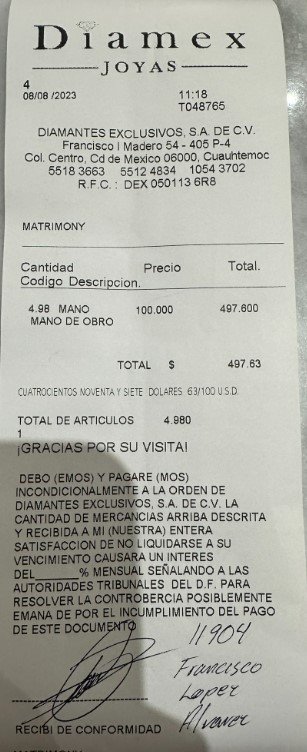 Diamex
JOYAS
4
08/08 /2023 11:18
T048765
DIAMANTES EXCLUSIVOS, S.A. DE C.V.
Francisco I Madero 54 - 405 P-4
Col. Centro, Cd de Mexico 06000, Cuauhtemoc
5518 3663 5512 4834 1054 3702
R.F.C. : DEX 050113 6R8
MATRIMONY
Cantidad Precio Total.
Codigo Descripcion.
4.98 MANO 100.000 497.600
MANO DE OBRO
TOTAL $ 497.63
CUATROCIENTOS NOVENTA Y SIETE DOLARES 63/100 U.S.D.
TOTAL DE ARTICULOS 4.980
1
¡GRACIAS POR SU VISITA!
DEBO (EMOS) Y PAGARE (MOS)
INCONDICIONALMENTE A LA ORDEN DE
DIAMANTES EXCLUSIVOS, S.A. DE C.V. LA
CANTIDAD DE MERCANCIAS ARRIBA DESCRITA
Y RECIBIDA A MI (NUESTRA) ENTERA
SATISFACCION DE NO LIQUIDARSE A SU
VENCIMIENTO CAUSARA UN INTERES
DEL______% MENSUAL SEÑALANDO A LAS
AUTORIDADES TRIBUNALES DEL D.F. PARA
RESOLVER LA CONTROBERCIA POSIBLEMENTE
EMANA DE POR EL INCUMPLIMIENTO DEL PAGO
DE ESTE DOCUMENTO
11904
Francisco
Lopez
Alvarez
RECIBI DE CONFORMIDAD
MATRIMONY